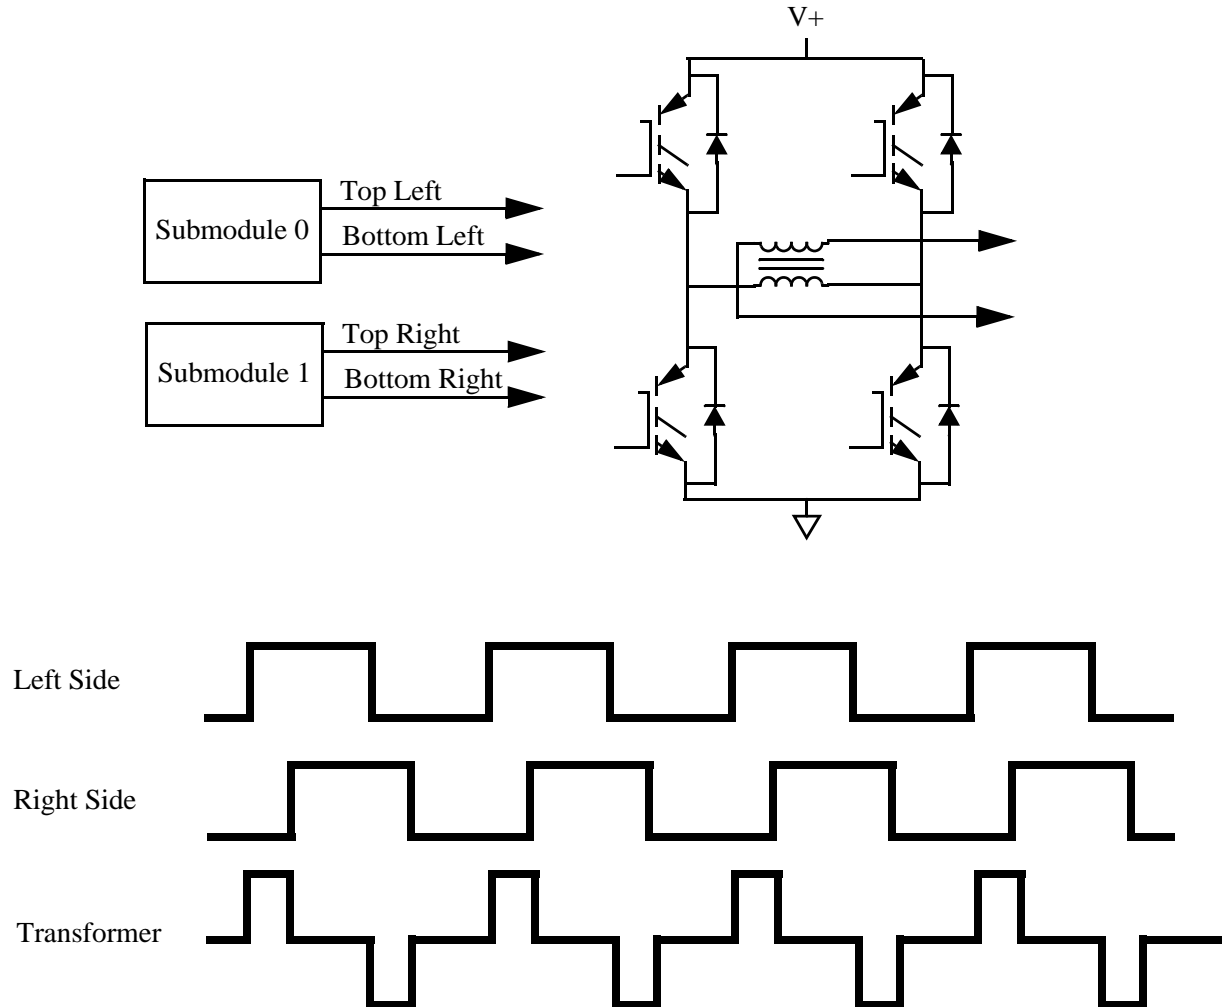 V+
Submodule 0
Top Left
Bottom Left
Submodule 1
Top Right
Bottom Right
Left Side
Right Side
Transformer